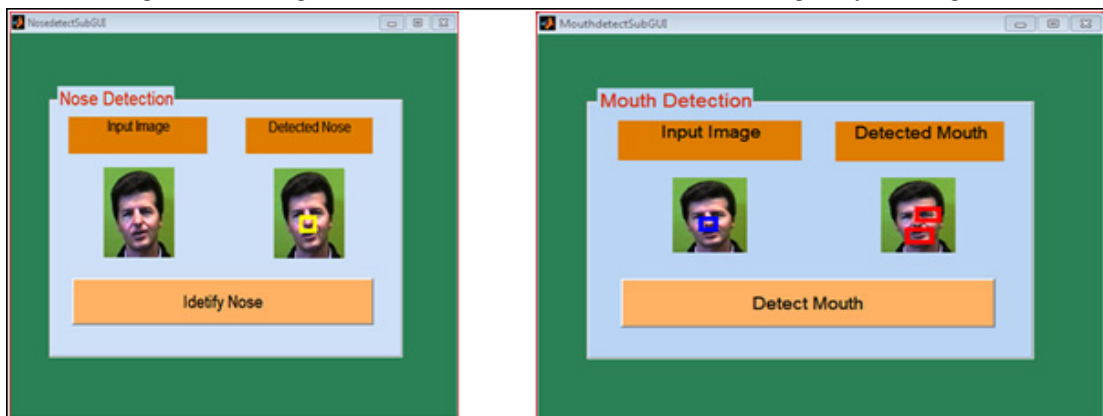 NosedetectSubGUI
Nose Detection
Input Image
Detected Nose
Idetify Nose
MouthdetectSubGUI
Mouth Detection
Input Image
Detected Mouth
Detect Mouth